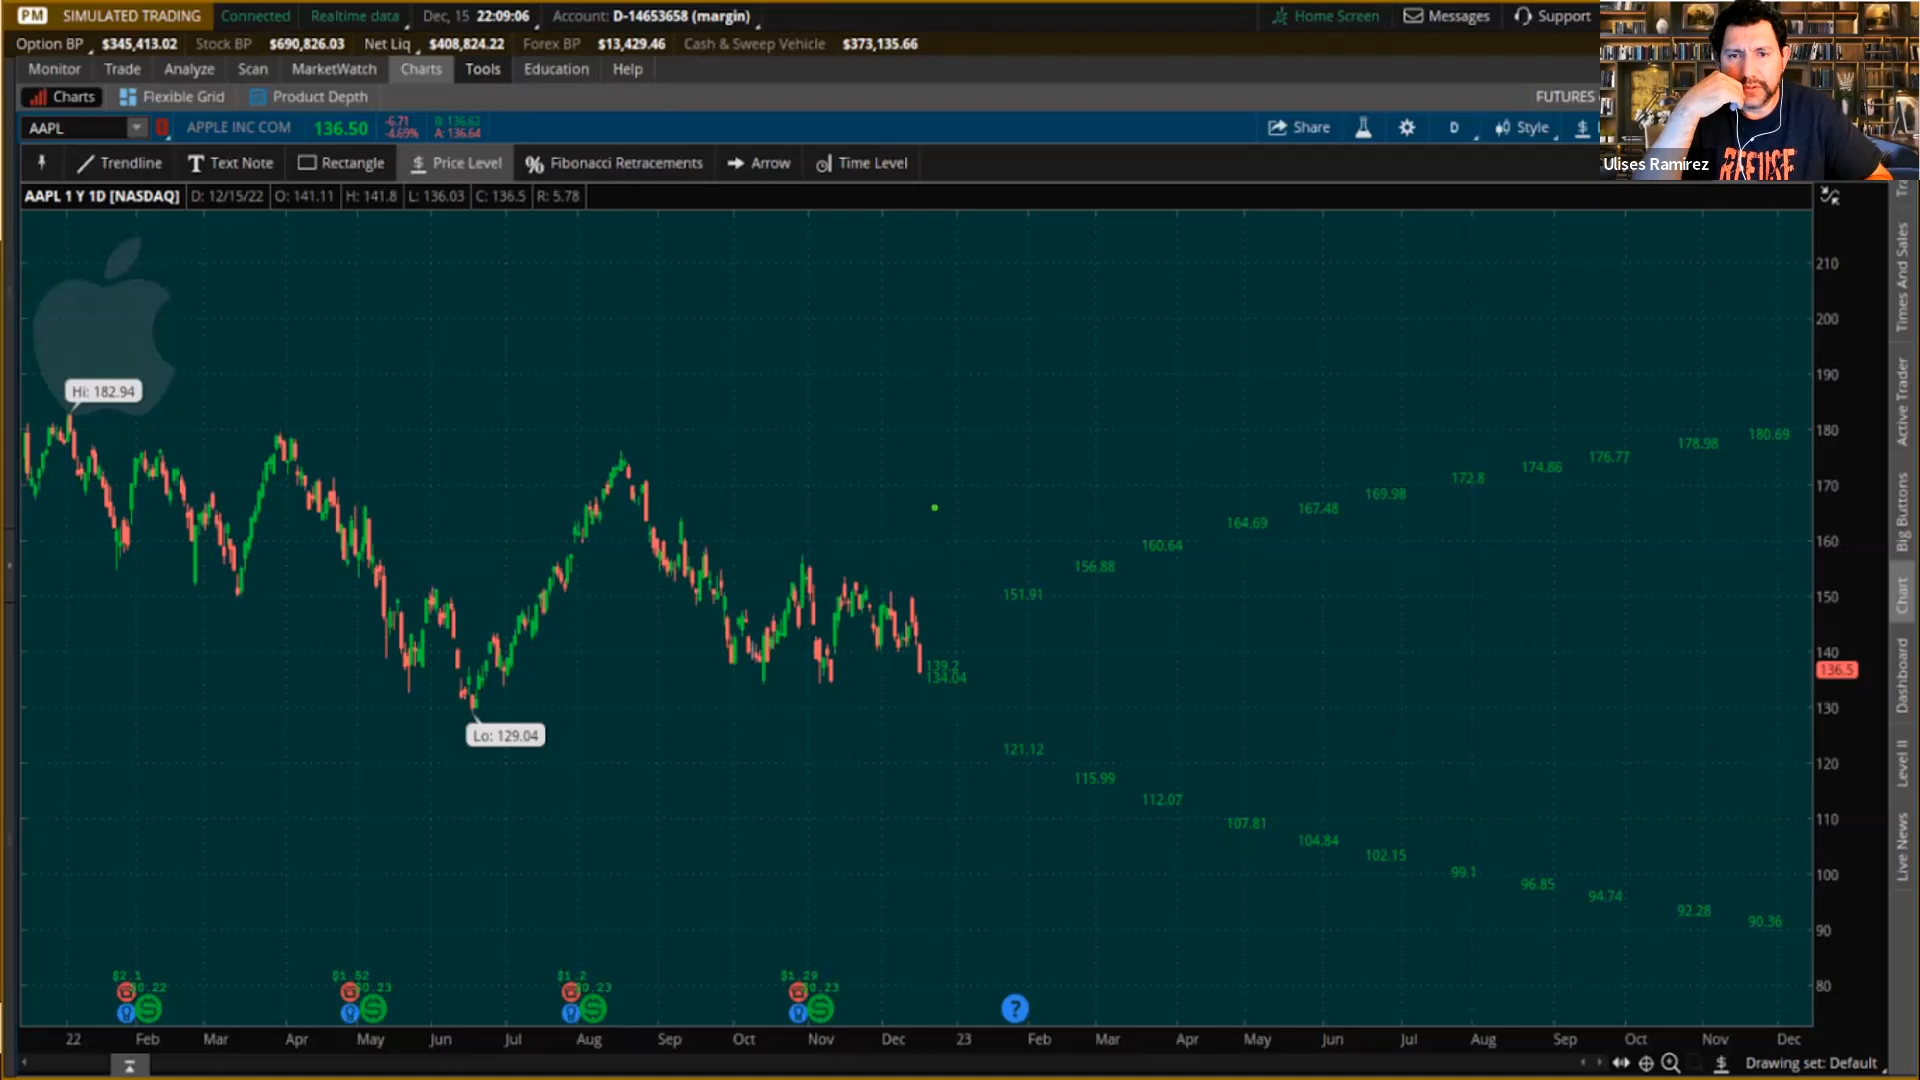 PM SIMULATED TRADING Connected Realtime data Dec, 15 22:09:06 Account: D-14653658 (margin) Home Screen Messages Support
Option BP $345,413.02 Stock BP $690,826.03 Net Liq $408,824.22 Forex BP $13,429.46 Cash & Sweep Vehicle $373,135.66
Monitor Trade Analyze Scan MarketWatch Charts Tools Education Help
Charts Flexible Grid Product Depth FUTURES
AAPL APPLE INC COM 136.50 -6.71 B: 136.62
-4.69% A: 136.64
Share D Style
Trendline Text Note Rectangle Price Level Fibonacci Retracements Arrow Time Level
Ulises Ramirez
REFUSE
AAPL 1 Y 1D [NASDAQ] D: 12/15/22 O: 141.11 H: 141.8 L: 136.03 C: 136.5 R: 5.78
Hi: 182.94
Lo: 129.04
139.2
134.04
151.91
156.88
160.64
164.69
167.48
169.98
172.8
174.86
176.77
178.98
180.69
121.12
115.99
112.07
107.81
104.84
102.15
99.1
96.85
94.74
92.28
90.36
210
200
190
180
170
160
150
140
136.5
130
120
110
100
90
80
Times And Sales
Active Trader
Big Buttons
Chart
Dashboard
Level II
Live News
$2.1 $1.52 $1.2 $1.29
$0.22 $0.23 $0.23 $0.23
?
22 Feb Mar Apr May Jun Jul Aug Sep Oct Nov Dec 23 Feb Mar Apr May Jun Jul Aug Sep Oct Nov Dec
Drawing set: Default